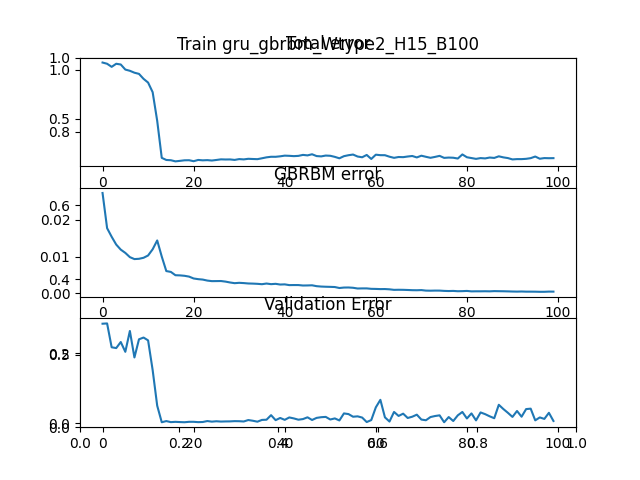 Train gru_gbrbm_Wtype2_H15_B100
Total error
1.0
1.0
0.5
0.8
0 20 40 60 80 100
GBRBM error
0.6
0.02
0.01
0.4
0.00
0 20 40 60 80 100
Validation Error
0.5
0.2
0.0
0.0
0.0 0 0.2 20 0.4 40 0.6 60 80 0.8 100 1.0